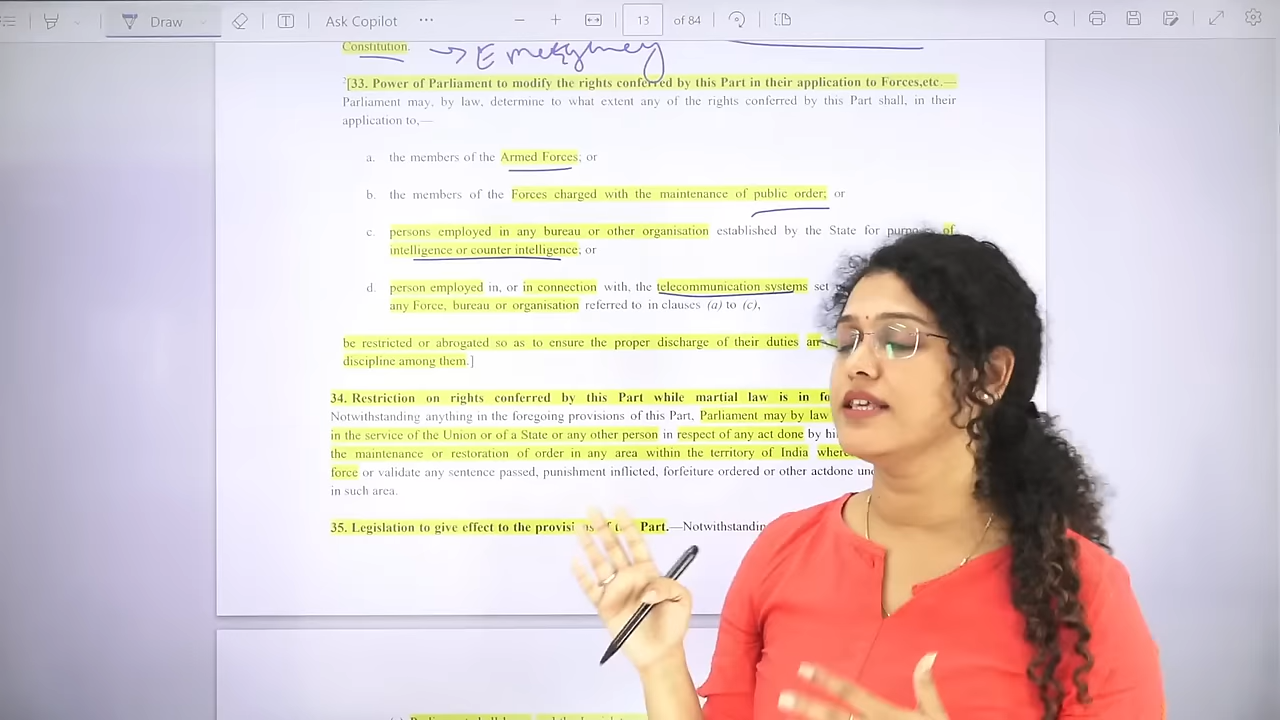 Draw
Ask Copilot
13 of 84
Constitution. → Emergency
[33. Power of Parliament to modify the rights conferred by this Part in their application to Forces,etc.—
Parliament may, by law, determine to what extent any of the rights conferred by this Part shall, in their
application to,—
a. the members of the Armed Forces; or
b. the members of the Forces charged with the maintenance of public order; or
c. persons employed in any bureau or other organisation established by the State for of
intelligence or counter intelligence; or
d. person employed in, or in connection with, the telecommunication systems set
any Force, bureau or organisation referred to in clauses (a) to (c),
be restricted or abrogated so as to ensure the proper discharge of their duties
discipline among them.]
34. Restriction on rights conferred by this Part while martial law is in
Notwithstanding anything in the foregoing provisions of this Part, Parliament may by law
in the service of the Union or of a State or any other person in respect of any act done by
the maintenance or restoration of order in any area within the territory of India
force or validate any sentence passed, punishment inflicted, forfeiture ordered or other actdone
in such area.
35. Legislation to give effect to the of Part.—